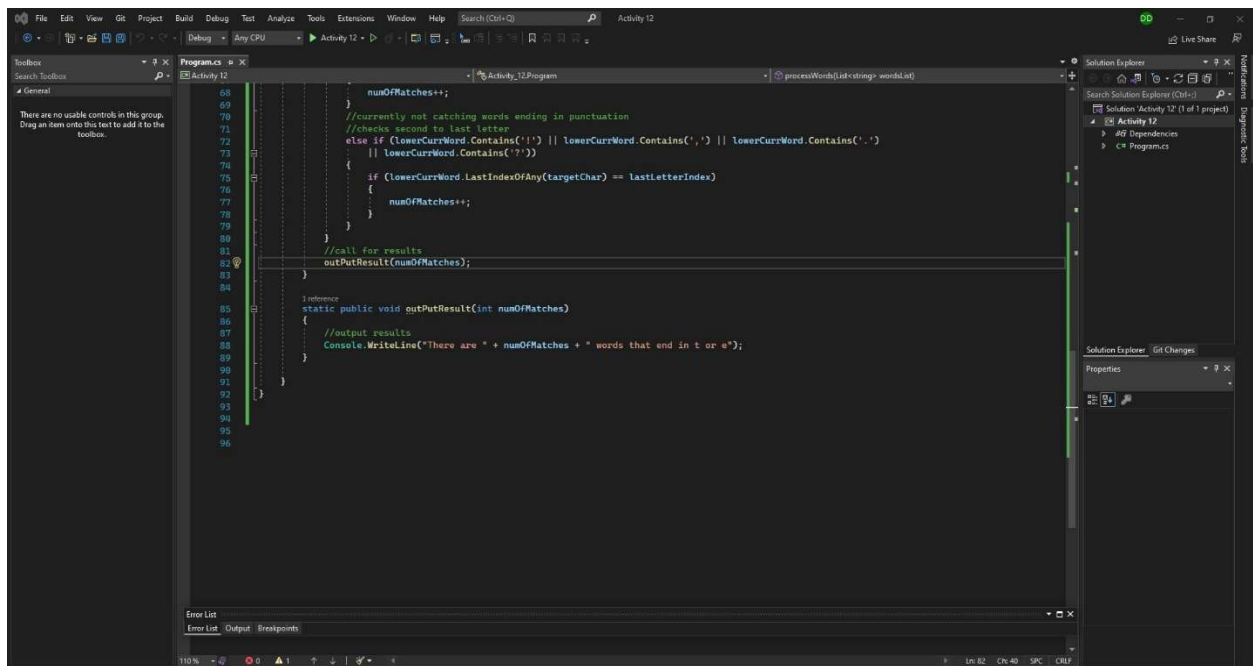 File Edit View Git Project Build Debug Test Analyze Tools Extensions Window Help Search (Ctrl+Q) Activity 12 DD
Debug Any CPU Activity 12 Live Share
Toolbox
Search Toolbox
General
There are no usable controls in this group.
Drag an item onto this text to add it to the
toolbox.
Program.cs
Activity 12 Activity_12.Program processWords(List<string> wordsList)
68 numOfMatches++;
69 }
70 //currently not catching words ending in punctuation
71 //checks second to last letter
72 else if (lowerCurrWord.Contains('!') || lowerCurrWord.Contains(',') || lowerCurrWord.Contains('.')
73 || lowerCurrWord.Contains('?'))
74 {
75 if (lowerCurrWord.LastIndexOfAny(targetChar) == lastLetterIndex)
76 {
77 numOfMatches++;
78 }
79 }
80 }
81 //call for results
82 outPutResult(numOfMatches);
83 }
84
1 reference
85 static public void outPutResult(int numOfMatches)
86 {
87 //output results
88 Console.WriteLine("There are " + numOfMatches + " words that end in t or e");
89 }
90
91 }
92 }
93
94
95
96
Error List
Error List Output Breakpoints
110 % 0 1 Ln: 82 Ch: 40 SPC CRLF
Solution Explorer
Search Solution Explorer (Ctrl+;)
Solution 'Activity 12' (1 of 1 project)
Activity 12
Dependencies
C# Program.cs
Solution Explorer Git Changes
Properties
Notifications
Diagnostic Tools